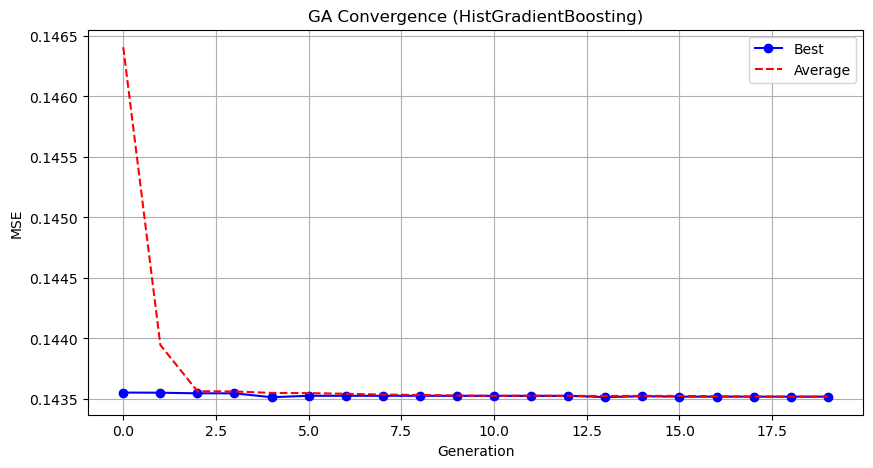 GA Convergence (HistGradientBoosting)
0.1465
0.1460
0.1455
0.1450
0.1445
0.1440
0.1435
MSE
Best
Average
0.0 2.5 5.0 7.5 10.0 12.5 15.0 17.5
Generation